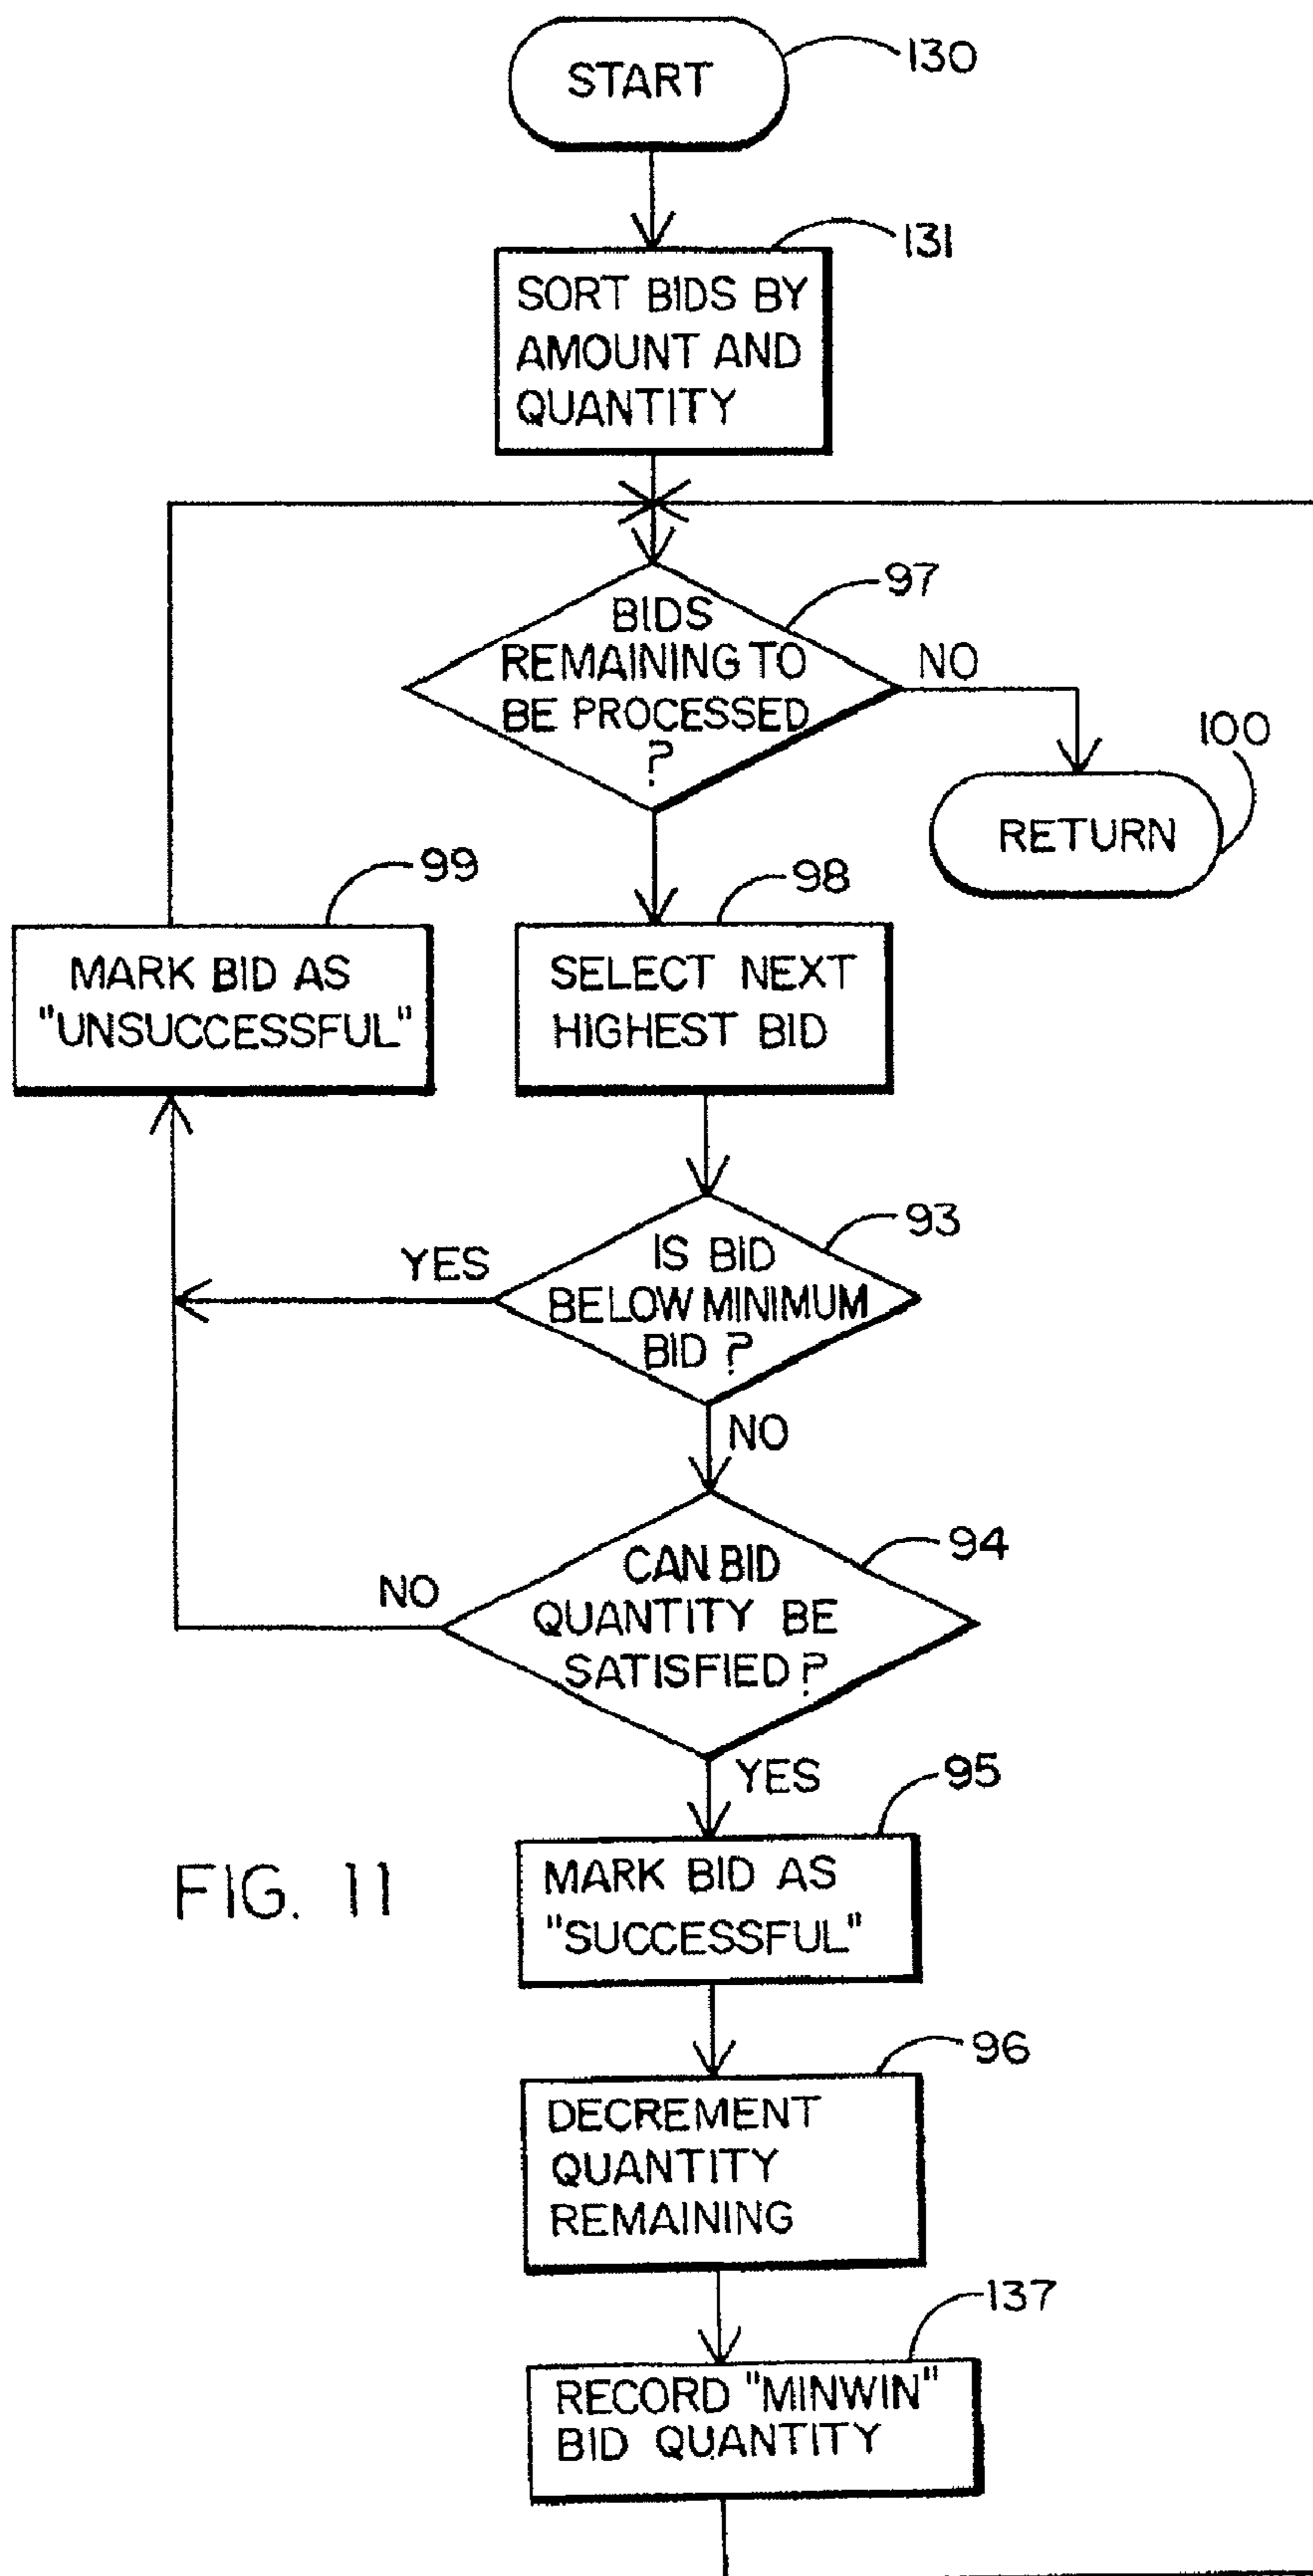 START
130
131
SORT BIDS BY
AMOUNT AND
QUANTITY
97
BIDS
REMAINING TO
BE PROCESSED
?
NO
100
RETURN
99
MARK BID AS
"UNSUCCESSFUL"
98
SELECT NEXT
HIGHEST BID
93
YES
IS BID
BELOW MINIMUM
BID ?
NO
94
NO
CAN BID
QUANTITY BE
SATISFIED ?
YES
95
MARK BID AS
"SUCCESSFUL"
FIG. 11
96
DECREMENT
QUANTITY
REMAINING
137
RECORD "MINWIN"
BID QUANTITY